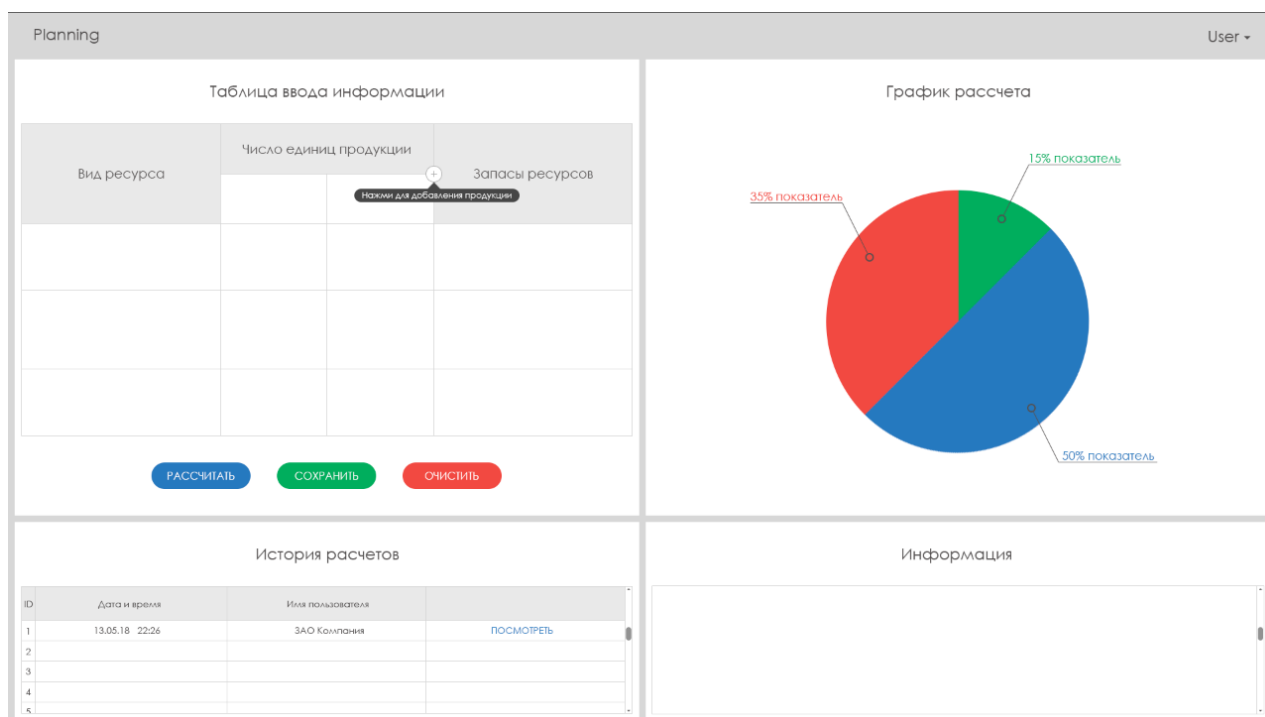 Planning
User
Таблица ввода информации
Вид ресурса
Число единиц продукции
Запасы ресурсов
+
Нажми для добавления продукции
РАССЧИТАТЬ
СОХРАНИТЬ
ОЧИСТИТЬ
График рассчета
15% показатель
35% показатель
50% показатель
История расчетов
ID Дата и время Имя пользователя
1 13.05.18 22:26 ЗАО Компания ПОСМОТРЕТЬ
2
3
4
5
Информация